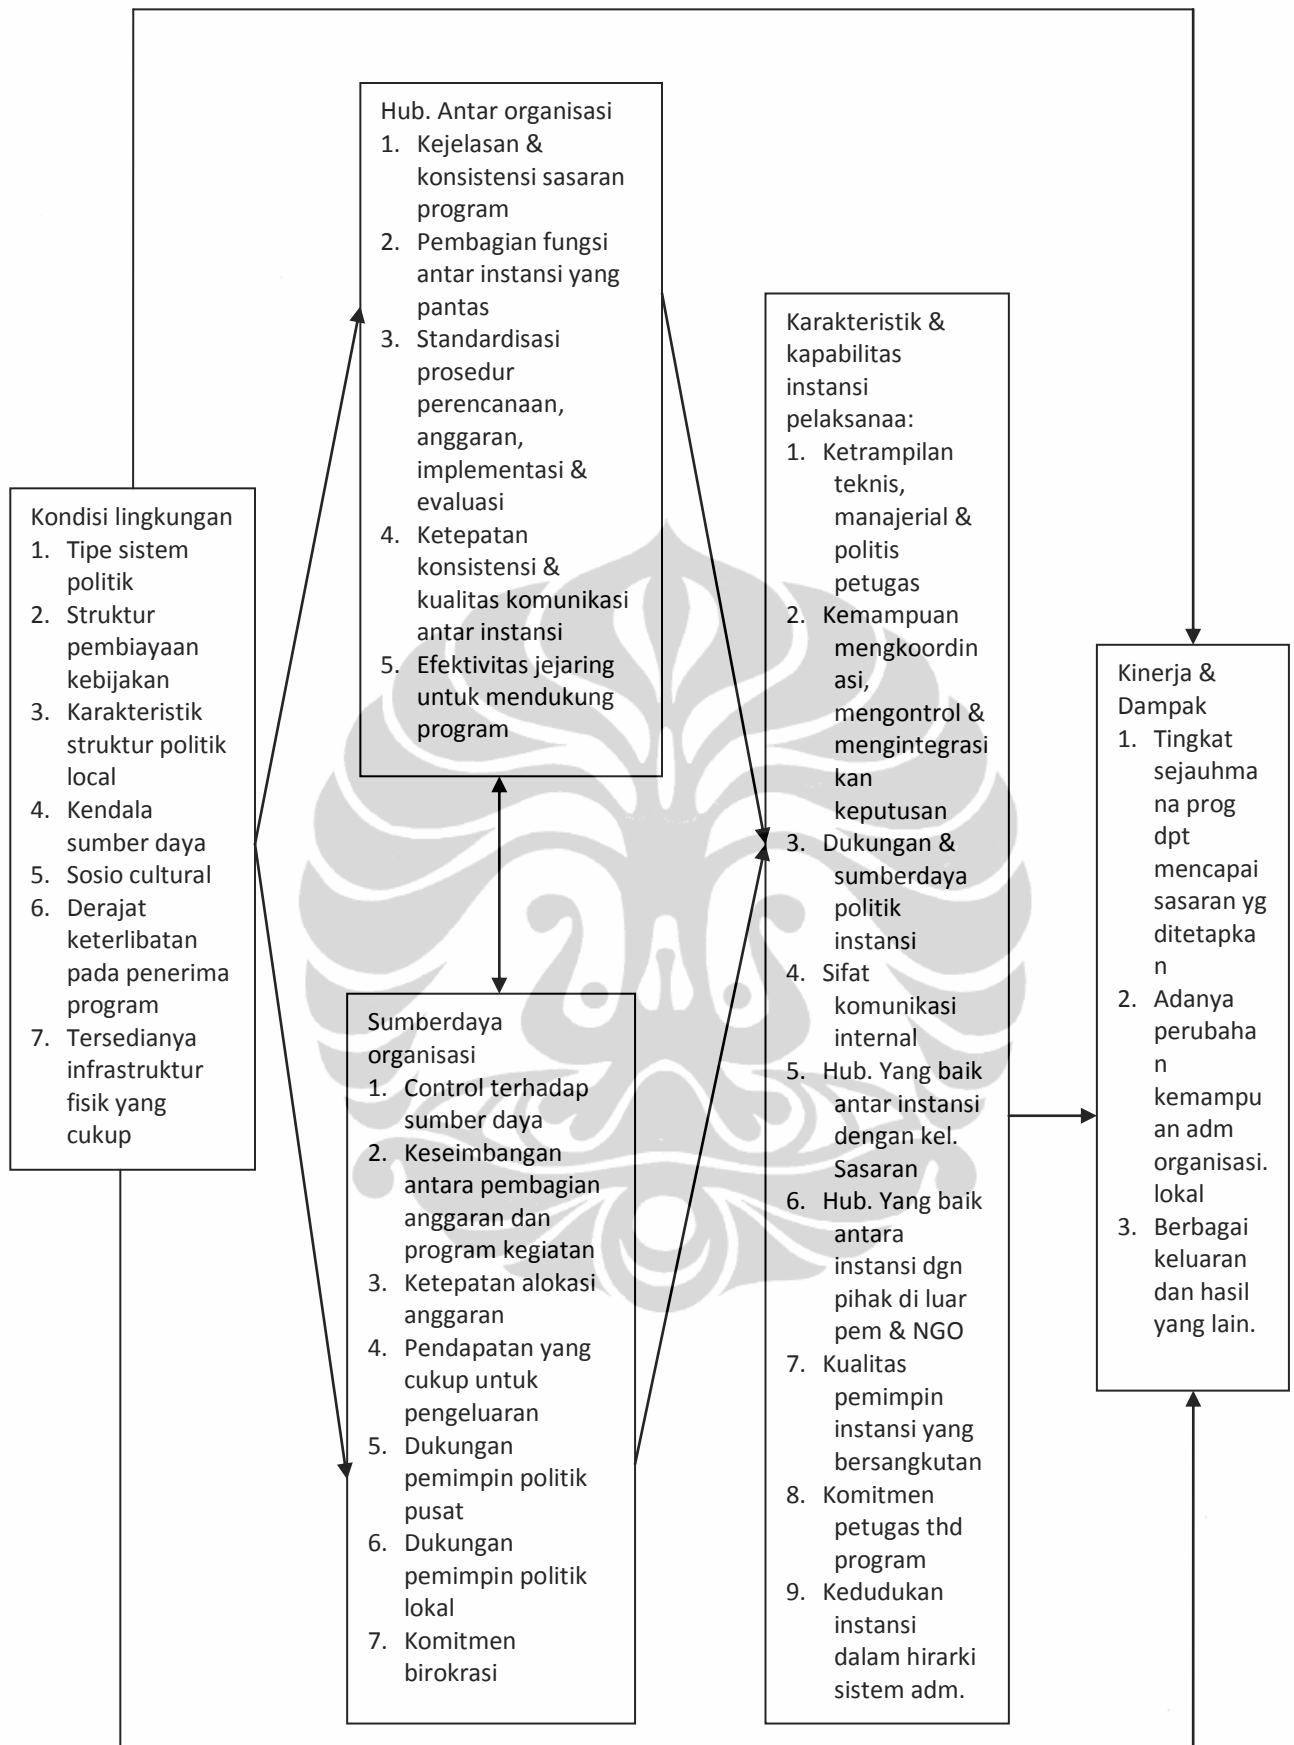 Kondisi lingkungan
1. Tipe sistem
politik
2. Struktur
pembiayaan
kebijakan
3. Karakteristik
struktur politik
local
4. Kendala
sumber daya
5. Sosio cultural
6. Derajat
keterlibatan
pada penerima
program
7. Tersedianya
infrastruktur
fisik yang
cukup
Hub. Antar organisasi
1. Kejelasan &
konsistensi sasaran
program
2. Pembagian fungsi
antar instansi yang
pantas
3. Standardisasi
prosedur
perencanaan,
anggaran,
implementasi &
evaluasi
4. Ketepatan
konsistensi &
kualitas komunikasi
antar instansi
5. Efektivitas jejaring
untuk mendukung
program
Sumberdaya
organisasi
1. Control terhadap
sumber daya
2. Keseimbangan
antara pembagian
anggaran dan
program kegiatan
3. Ketepatan alokasi
anggaran
4. Pendapatan yang
cukup untuk
pengeluaran
5. Dukungan
pemimpin politik
pusat
6. Dukungan
pemimpin politik
lokal
7. Komitmen
birokrasi
Karakteristik &
kapabilitas
instansi
pelaksanaa:
1. Ketrampilan
teknis,
manajerial &
politis
petugas
2. Kemampuan
mengkoordin
asi,
mengontrol &
mengintegrasi
kan
keputusan
3. Dukungan &
sumberdaya
politik
instansi
4. Sifat
komunikasi
internal
5. Hub. Yang baik
antar instansi
dengan kel.
Sasaran
6. Hub. Yang baik
antara
instansi dgn
pihak di luar
pem & NGO
7. Kualitas
pemimpin
instansi yang
bersangkutan
8. Komitmen
petugas thd
program
9. Kedudukan
instansi
dalam hirarki
sistem adm.
Kinerja &
Dampak
1. Tingkat
sejauhma
na prog
dpt
mencapai
sasaran yg
ditetapka
n
2. Adanya
perubaha
n
kemampu
an adm
organisasi.
lokal
3. Berbagai
keluaran
dan hasil
yang lain.